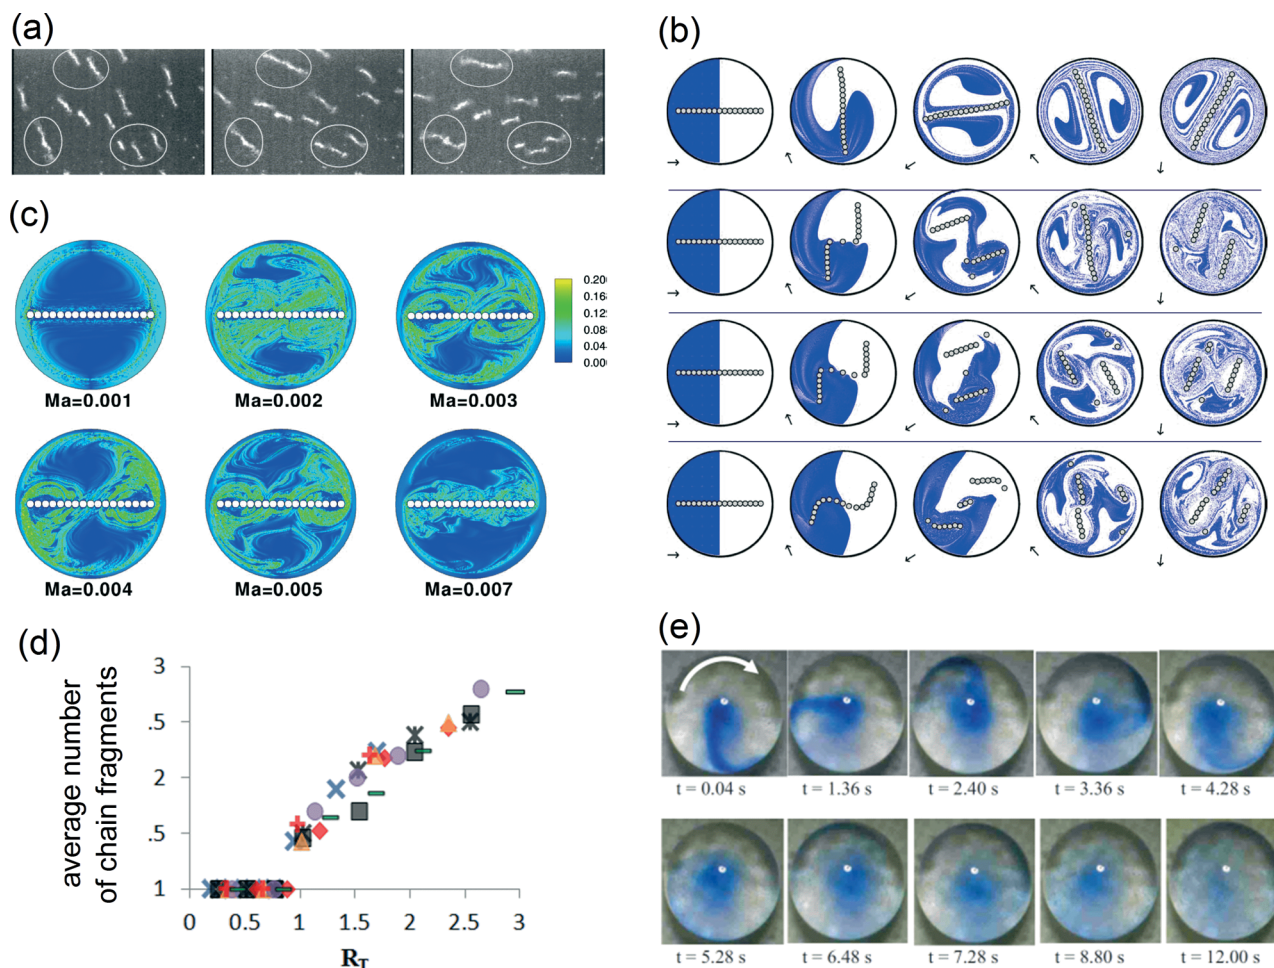 (a)
(b)
(c)
0.20
0.16
0.12
0.08
0.04
0.00
Ma=0.001 Ma=0.002 Ma=0.003
Ma=0.004 Ma=0.005 Ma=0.007
(d)
average number
of chain fragments
3
.5
2
.5
1
0 0.5 1 1.5 2 2.5 3
R_T
(e)
t = 0.04 s t = 1.36 s t = 2.40 s t = 3.36 s t = 4.28 s
t = 5.28 s t = 6.48 s t = 7.28 s t = 8.80 s t = 12.00 s